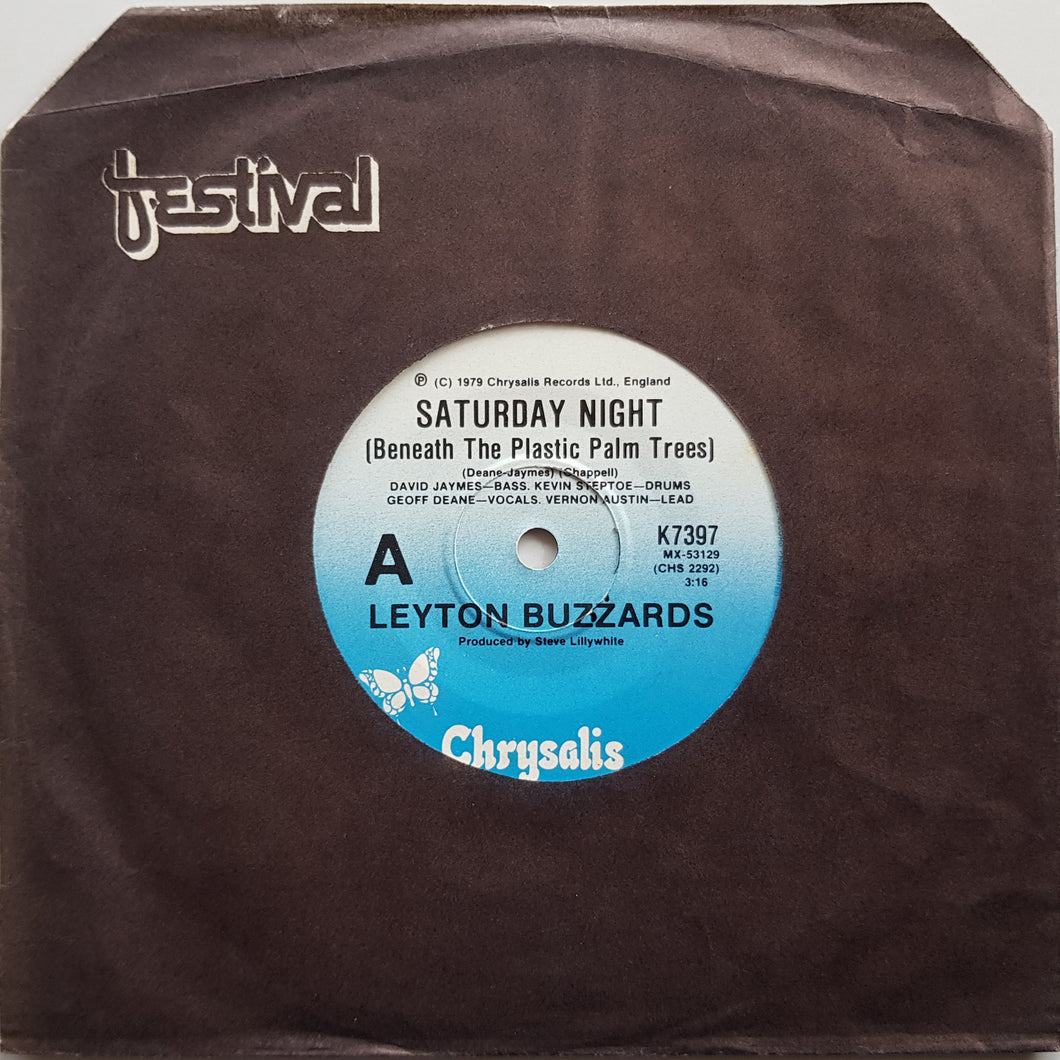 festival
℗ (C) 1979 Chrysalis Records Ltd., England
SATURDAY NIGHT
(Beneath The Plastic Palm Trees)
(Deane-Jaymes) (Chappell)
DAVID JAYMES—BASS. KEVIN STEPTOE—DRUMS
GEOFF DEANE—VOCALS. VERNON AUSTIN—LEAD
A
K7397
MX-53129
(CHS 2292)
3:16
LEYTON BUZZARDS
Produced by Steve Lillywhite
Chrysalis